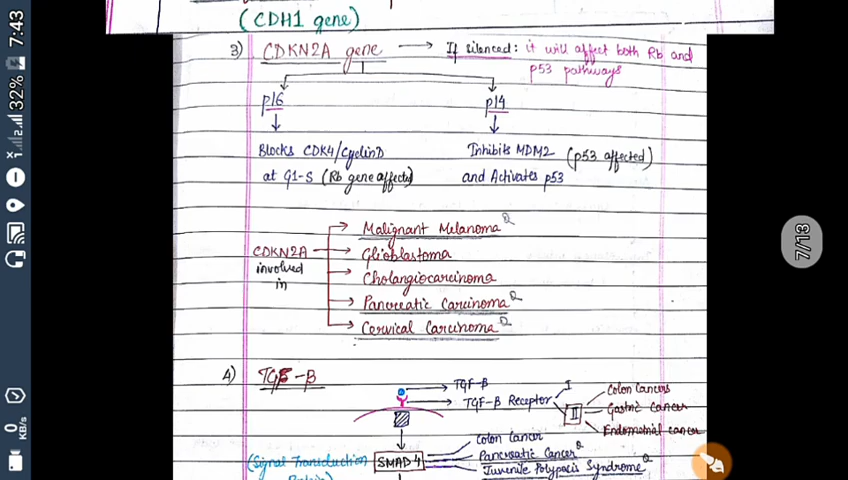 (CDH1 gene)
3) CDKN2A gene → If silenced: it will affect both Rb and
p53 pathways
p16 p14
Blocks CDK4/CyclinD Inhibits MDM2 (p53 affected)
at G1-S (Rb gene affected) and Activates p53
Malignant Melanoma Q
CDKN2A Glioblastoma
involved Cholangiocarcinoma
in Pancreatic Carcinoma Q
Cervical Carcinoma Q
4) TGF-β
TGF-β
TGF-β Receptor I
II
Colon Cancers
Gastric Cancer
Endometrial cancer
(Signal Transduction
SMAD 4
Colon Cancer
Pancreatic Cancer Q
Juvenile Polyposis Syndrome Q
7:43
32%
0
KB/s
7/13